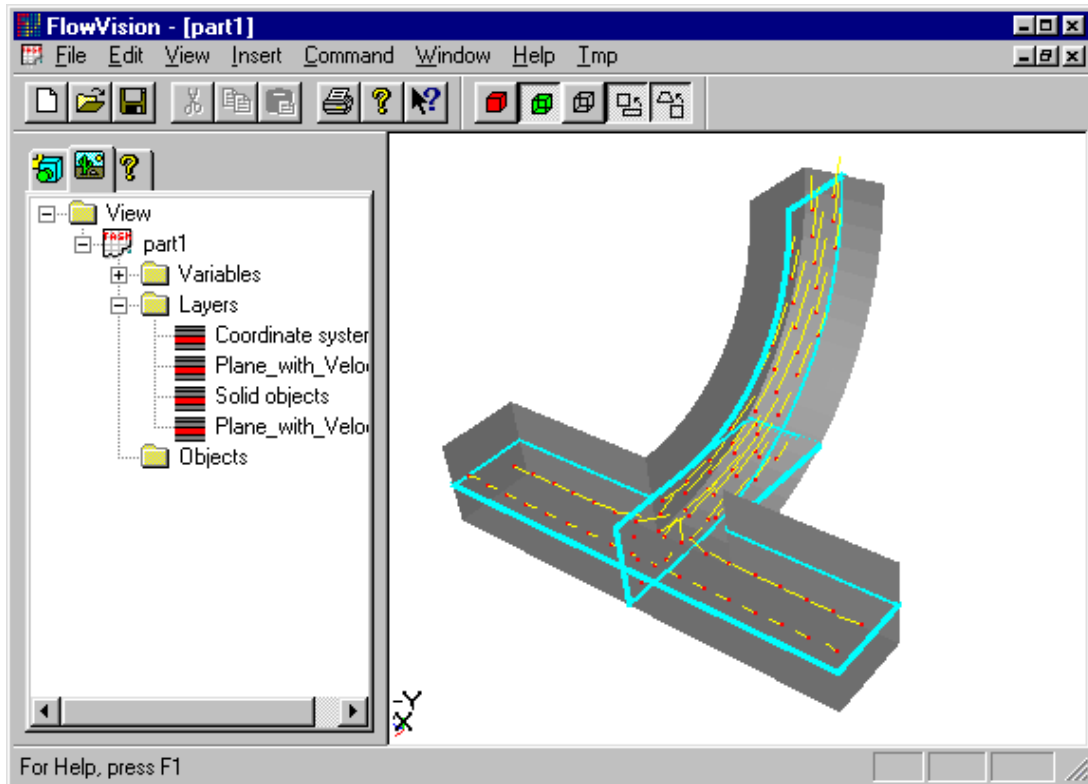 FlowVision - [part1]
File Edit View Insert Command Window Help Tmp
View
part1
Variables
Layers
Coordinate syster
Plane_with_Velo
Solid objects
Plane_with_Velo
Objects
-Y
X
For Help, press F1